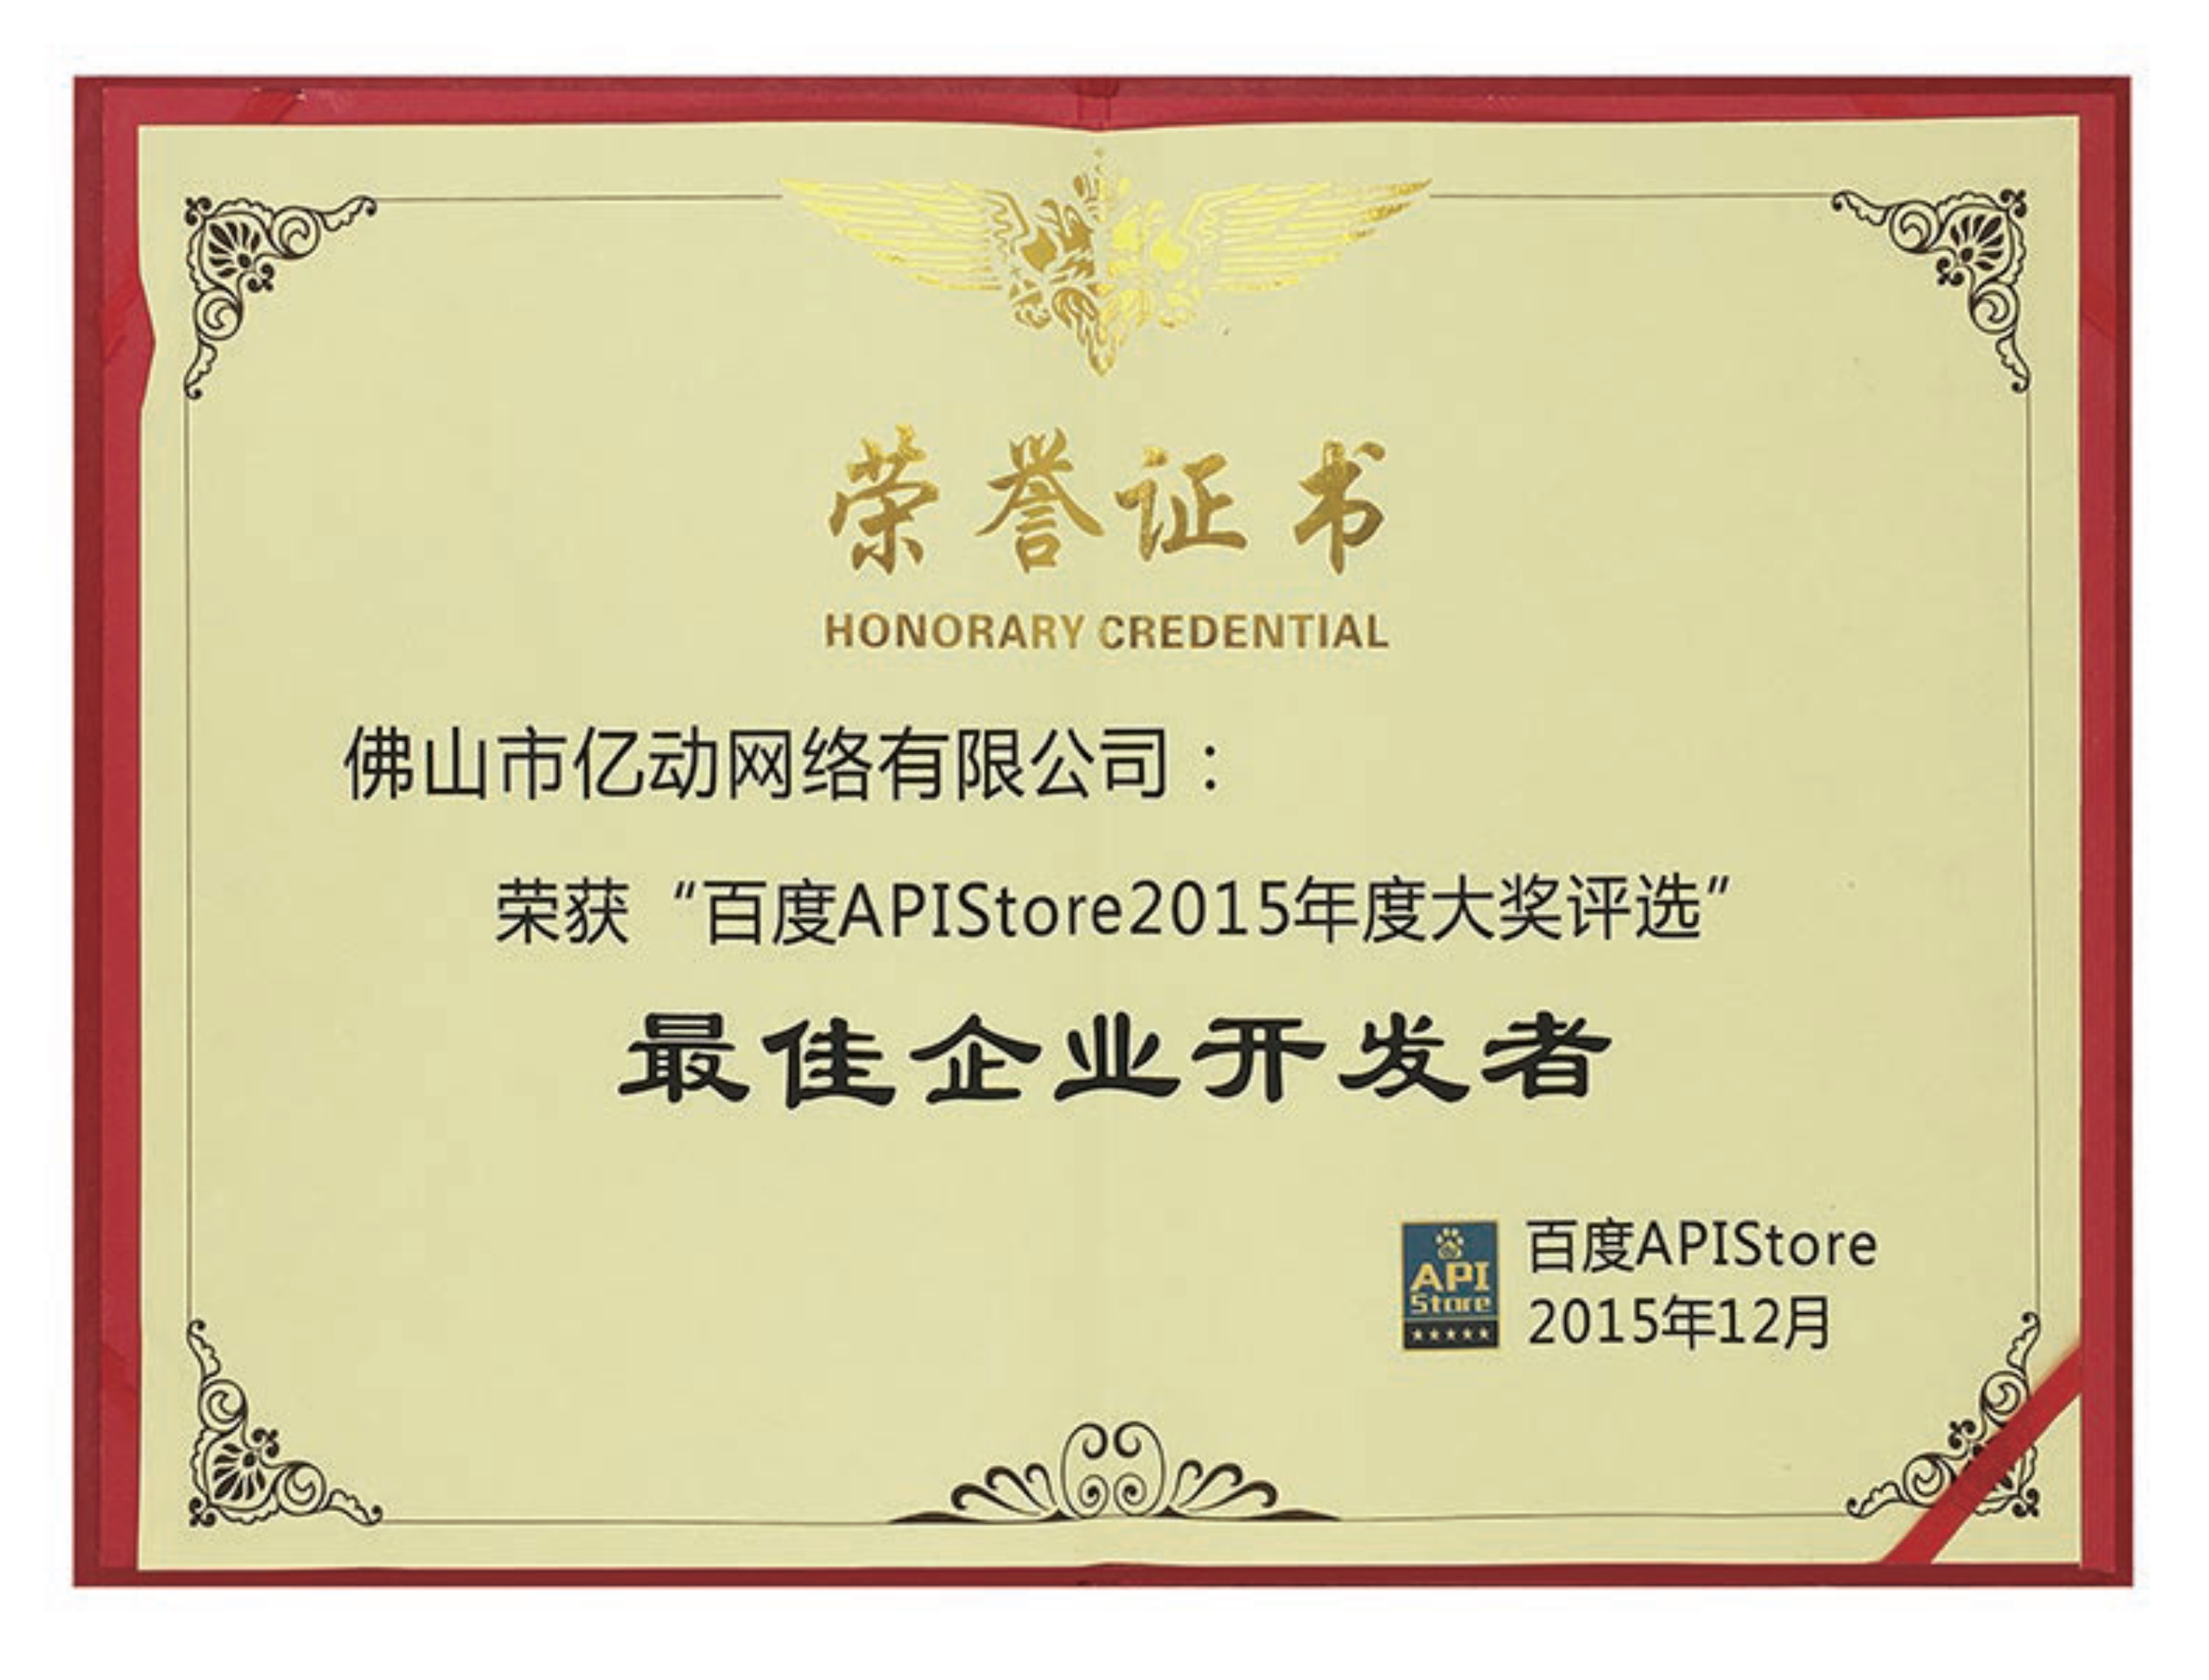 荣誉证书
HONORARY CREDENTIAL
佛山市亿动网络有限公司：
荣获“百度APIStore2015年度大奖评选”
最佳企业开发者
API
Store
百度APIStore
2015年12月